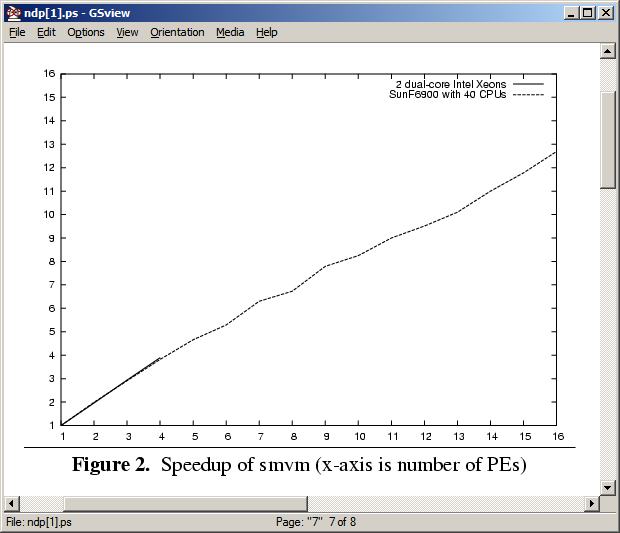 ndp[1].ps - GSview
File Edit Options View Orientation Media Help
2 dual-core Intel Xeons
SunF6900 with 40 CPUs
16
15
14
13
12
11
10
9
8
7
6
5
4
3
2
1
1 2 3 4 5 6 7 8 9 10 11 12 13 14 15 16
Figure 2. Speedup of smvm (x-axis is number of PEs)
File: ndp[1].ps Page: "7" 7 of 8